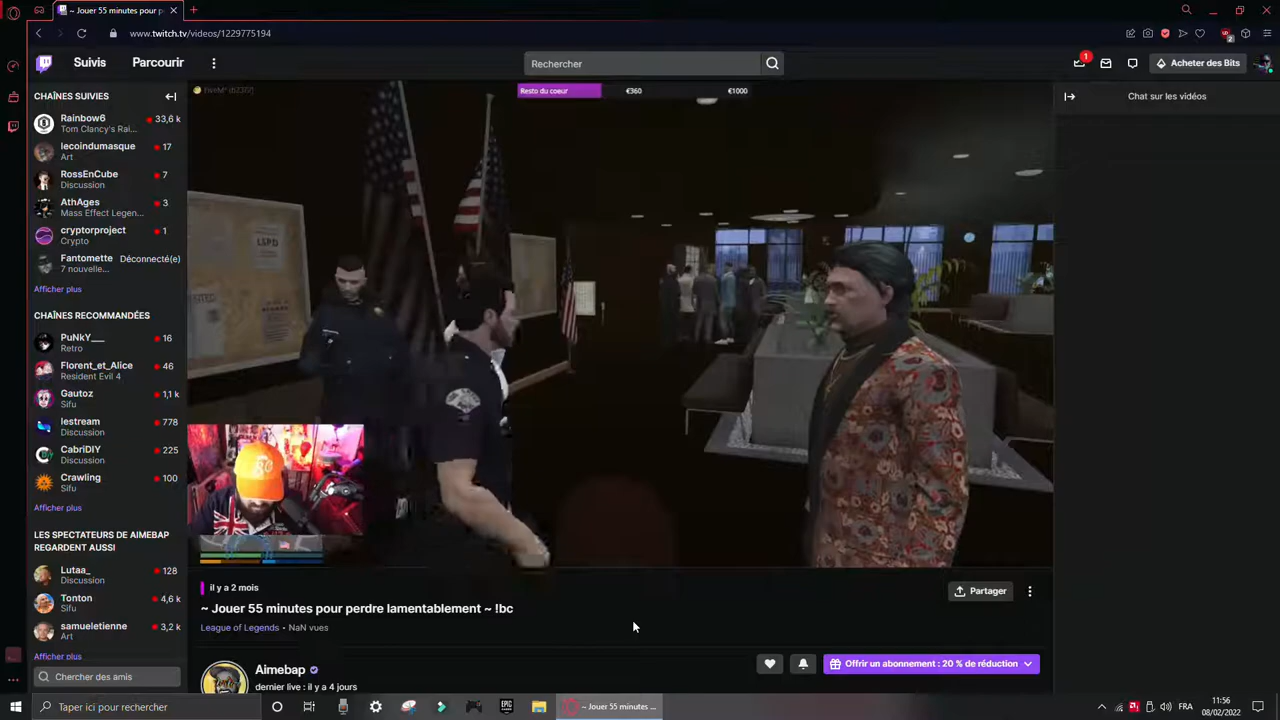 ~ Jouer 55 minutes pour p
www.twitch.tv/videos/1229775194
2
Suivis
Parcourir
Rechercher
1
Acheter des Bits
CHAÎNES SUIVIES
Rainbow6
33,6 k
Tom Clancy's Rai...
lecoindumasque
17
Art
RossEnCube
7
Discussion
AthAges
3
Mass Effect Legen...
cryptoproject
1
Crypto
Fantomette
Déconnecté(e)
7 nouvelle...
Afficher plus
CHAÎNES RECOMMANDÉES
PuNkY___
16
Retro
Florent_et_Alice
46
Resident Evil 4
Gautoz
1,1 k
Sifu
lestream
778
Discussion
CabriDIY
225
Discussion
Crawling
100
Sifu
Afficher plus
LES SPECTATEURS DE AIMEBAP
REGARDENT AUSSI
Lutaa_
128
Discussion
Tonton
4,6 k
Sifu
samueletienne
3,2 k
Art
Afficher plus
Chercher des amis
Resto du coeur
€360
€1000
LSPD
Chat sur les vidéos
il y a 2 mois
~ Jouer 55 minutes pour perdre lamentablement ~ !bc
League of Legends • NaN vues
Partager
Aimebap
dernier live : il y a 4 jours
Offrir un abonnement : 20 % de réduction
Taper ici pour rechercher
EPIC
~ Jouer 55 minutes ...
FRA
11:56
08/02/2022